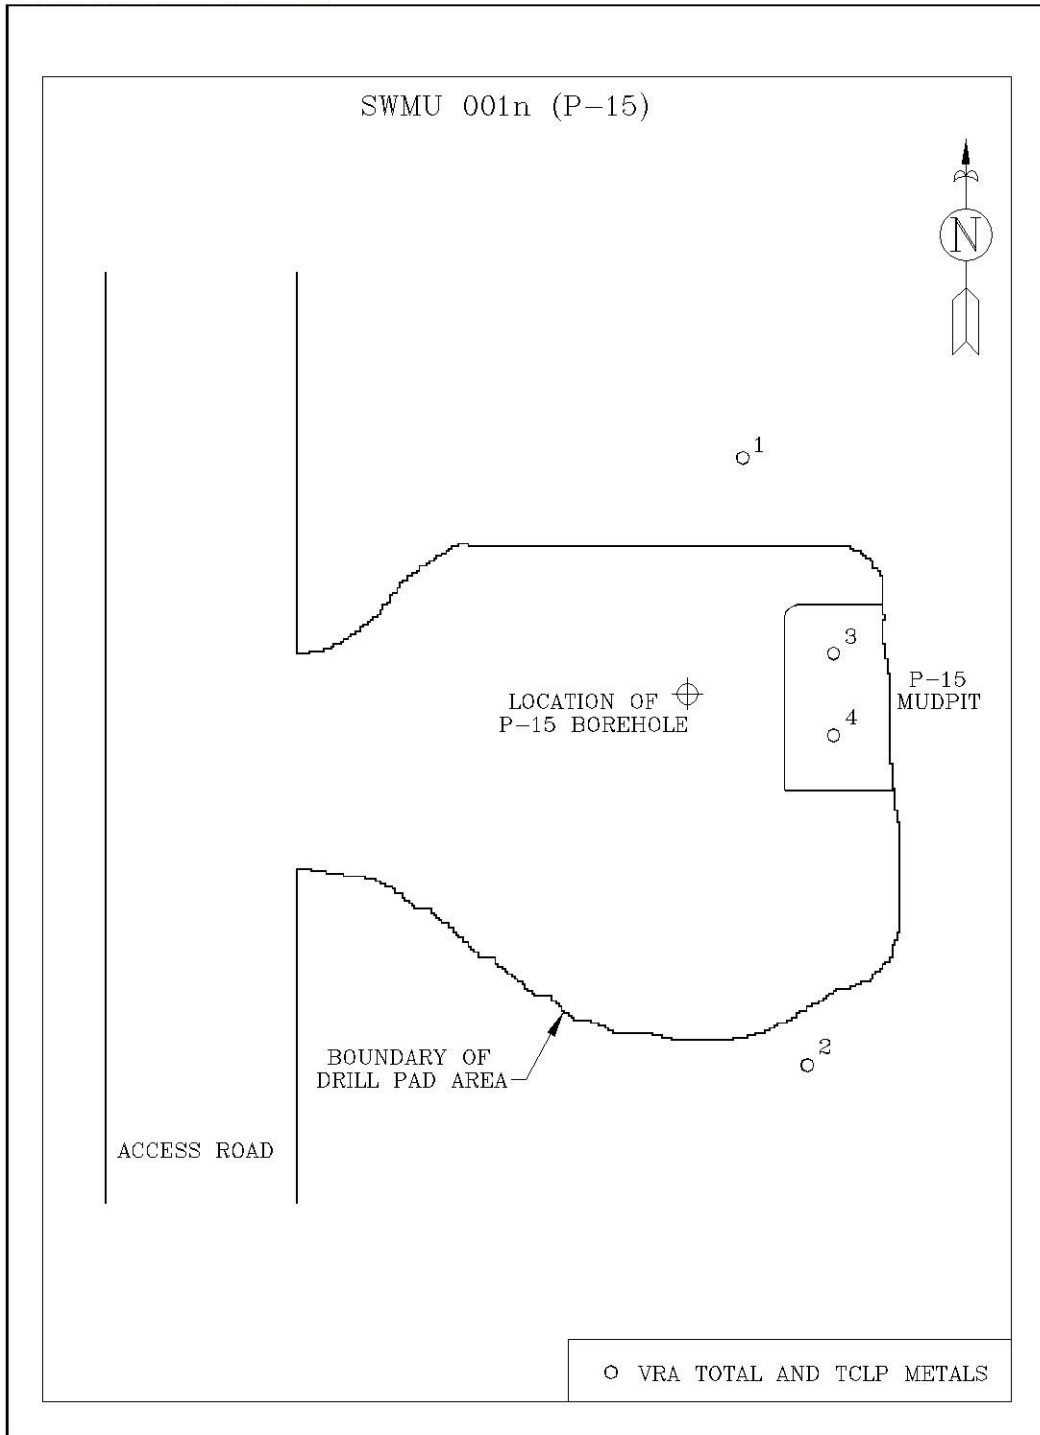 SWMU 001n (P-15)
N
1
3
LOCATION OF
P-15 BOREHOLE
4
P-15
MUDPIT
BOUNDARY OF
DRILL PAD AREA
2
ACCESS ROAD
VRA TOTAL AND TCLP METALS